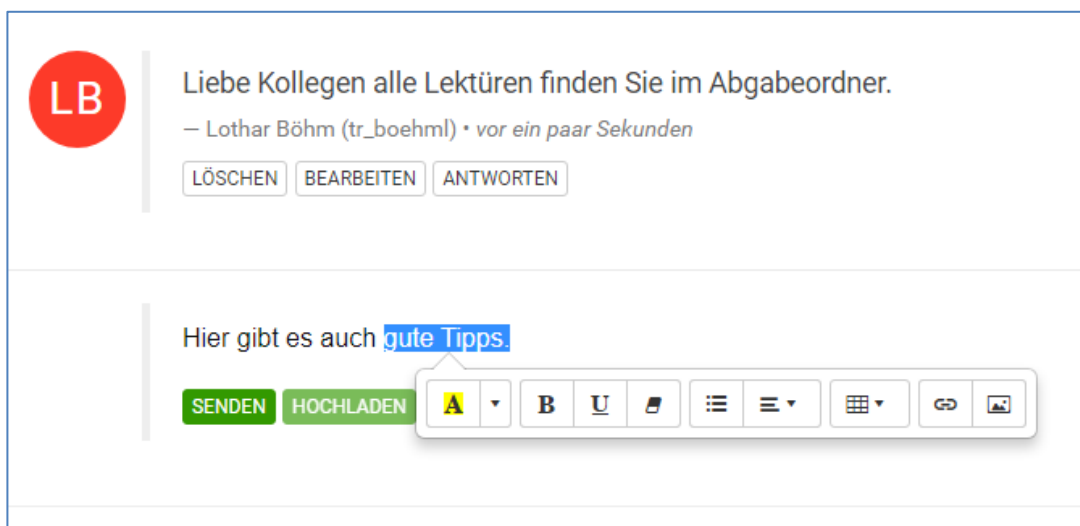 LB
Liebe Kollegen alle Lektüren finden Sie im Abgabeordner.
— Lothar Böhm (tr_boehml) • vor ein paar Sekunden
LÖSCHEN BEARBEITEN ANTWORTEN
Hier gibt es auch gute Tipps.
SENDEN HOCHLADEN A B U